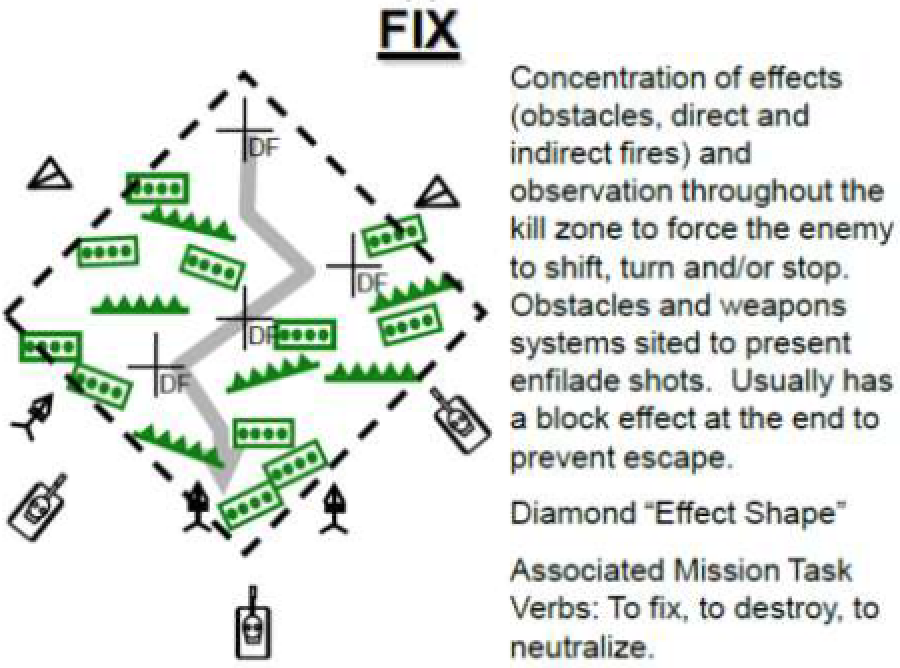 FIX
DF
DF
DF
DF
Concentration of effects
(obstacles, direct and
indirect fires) and
observation throughout the
kill zone to force the enemy
to shift, turn and/or stop.
Obstacles and weapons
systems sited to present
enfilade shots.  Usually has
a block effect at the end to
prevent escape.
Diamond “Effect Shape”
Associated Mission Task
Verbs: To fix, to destroy, to
neutralize.